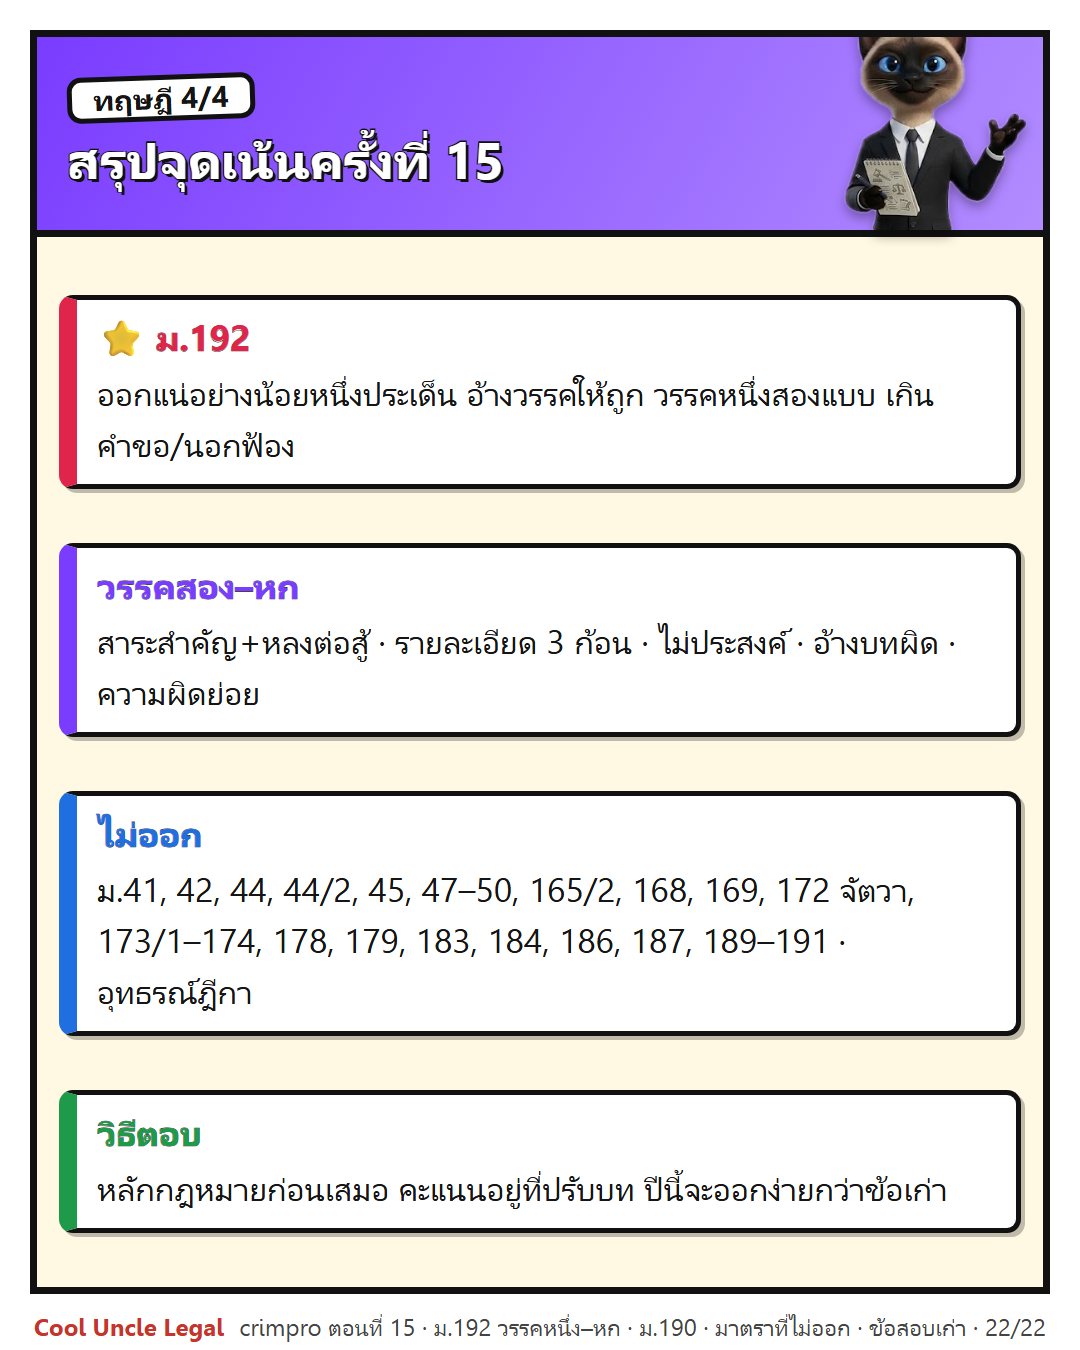 ทฤษฎี 4/4
สรุปจุดเน้นครั้งที่ 15
⭐ ม.192
ออกแน่อย่างน้อยหนึ่งประเด็น อ้างวรรคให้ถูก วรรคหนึ่งสองแบบ เกิน
คำขอ/นอกฟ้อง
วรรคสอง–หก
สาระสำคัญ+หลงต่อสู้ · รายละเอียด 3 ก้อน · ไม่ประสงค์ · อ้างบทผิด ·
ความผิดย่อย
ไม่ออก
ม.41, 42, 44, 44/2, 45, 47–50, 165/2, 168, 169, 172 จัตวา,
173/1–174, 178, 179, 183, 184, 186, 187, 189–191 ·
อุทธรณ์ฎีกา
วิธีตอบ
หลักกฎหมายก่อนเสมอ คะแนนอยู่ที่ปรับบท ปีนี้จะออกง่ายกว่าข้อเก่า
Cool Uncle Legal crimpro ตอนที่ 15 · ม.192 วรรคหนึ่ง–หก · ม.190 · มาตราที่ไม่ออก · ข้อสอบเก่า · 22/22